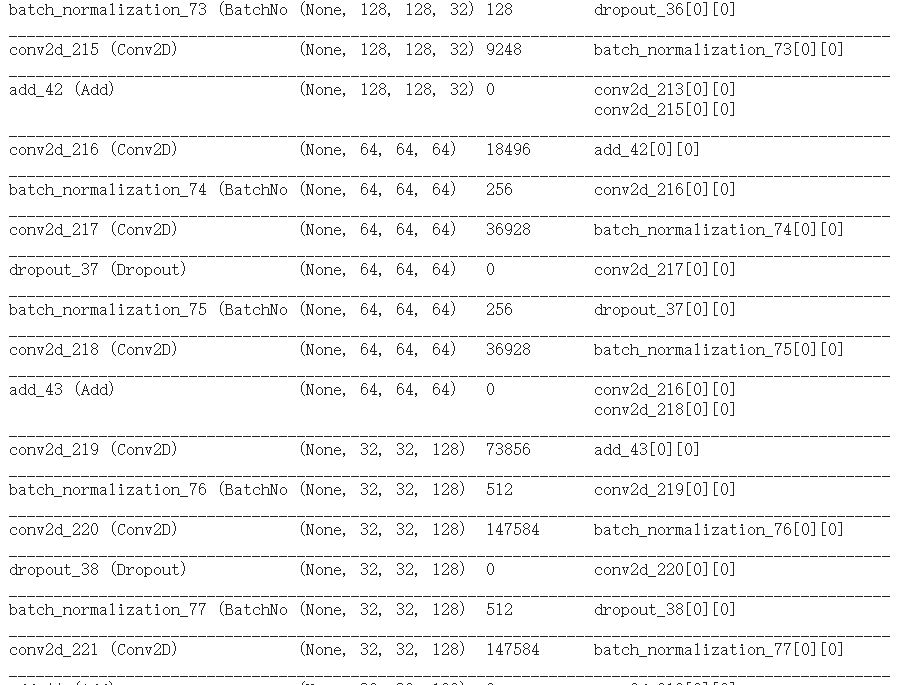 batch_normalization_73 (BatchNo (None, 128, 128, 32) 128 dropout_36[0][0]
conv2d_215 (Conv2D) (None, 128, 128, 32) 9248 batch_normalization_73[0][0]
add_42 (Add) (None, 128, 128, 32) 0 conv2d_213[0][0]
conv2d_215[0][0]
conv2d_216 (Conv2D) (None, 64, 64, 64) 18496 add_42[0][0]
batch_normalization_74 (BatchNo (None, 64, 64, 64) 256 conv2d_216[0][0]
conv2d_217 (Conv2D) (None, 64, 64, 64) 36928 batch_normalization_74[0][0]
dropout_37 (Dropout) (None, 64, 64, 64) 0 conv2d_217[0][0]
batch_normalization_75 (BatchNo (None, 64, 64, 64) 256 dropout_37[0][0]
conv2d_218 (Conv2D) (None, 64, 64, 64) 36928 batch_normalization_75[0][0]
add_43 (Add) (None, 64, 64, 64) 0 conv2d_216[0][0]
conv2d_218[0][0]
conv2d_219 (Conv2D) (None, 32, 32, 128) 73856 add_43[0][0]
batch_normalization_76 (BatchNo (None, 32, 32, 128) 512 conv2d_219[0][0]
conv2d_220 (Conv2D) (None, 32, 32, 128) 147584 batch_normalization_76[0][0]
dropout_38 (Dropout) (None, 32, 32, 128) 0 conv2d_220[0][0]
batch_normalization_77 (BatchNo (None, 32, 32, 128) 512 dropout_38[0][0]
conv2d_221 (Conv2D) (None, 32, 32, 128) 147584 batch_normalization_77[0][0]